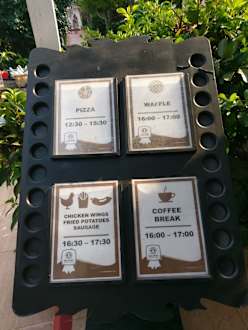 PIZZA
12:30 - 15:30
WAFFLE
16:00 - 17:00
CHICKEN WINGS
FRIED POTATOES
SAUSAGE
16:30 - 17:30
COFFEE
BREAK
16:00 - 17:00